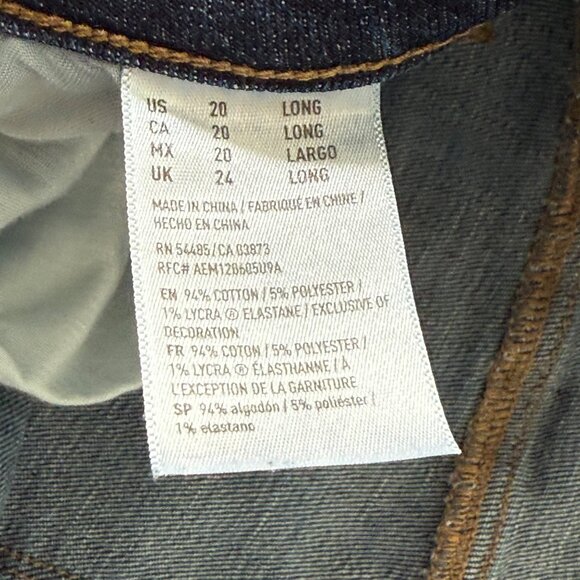 US 20 LONG
CA 20 LONG
MX 20 LARGO
UK 24 LONG
MADE IN CHINA / FABRIQUÉ EN CHINE /
HECHO EN CHINA
RN 54485/CA 03873
RFC# AEM120605U9A
EN 94% COTTON / 5% POLYESTER /
1% LYCRA ® ELASTANE / EXCLUSIVE OF
DECORATION
FR 94% COTON / 5% POLYESTER /
1% LYCRA ® ÉLASTHANNE / À
L'EXCEPTION DE LA GARNITURE
SP 94% algodón / 5% poliéster /
1% elastano